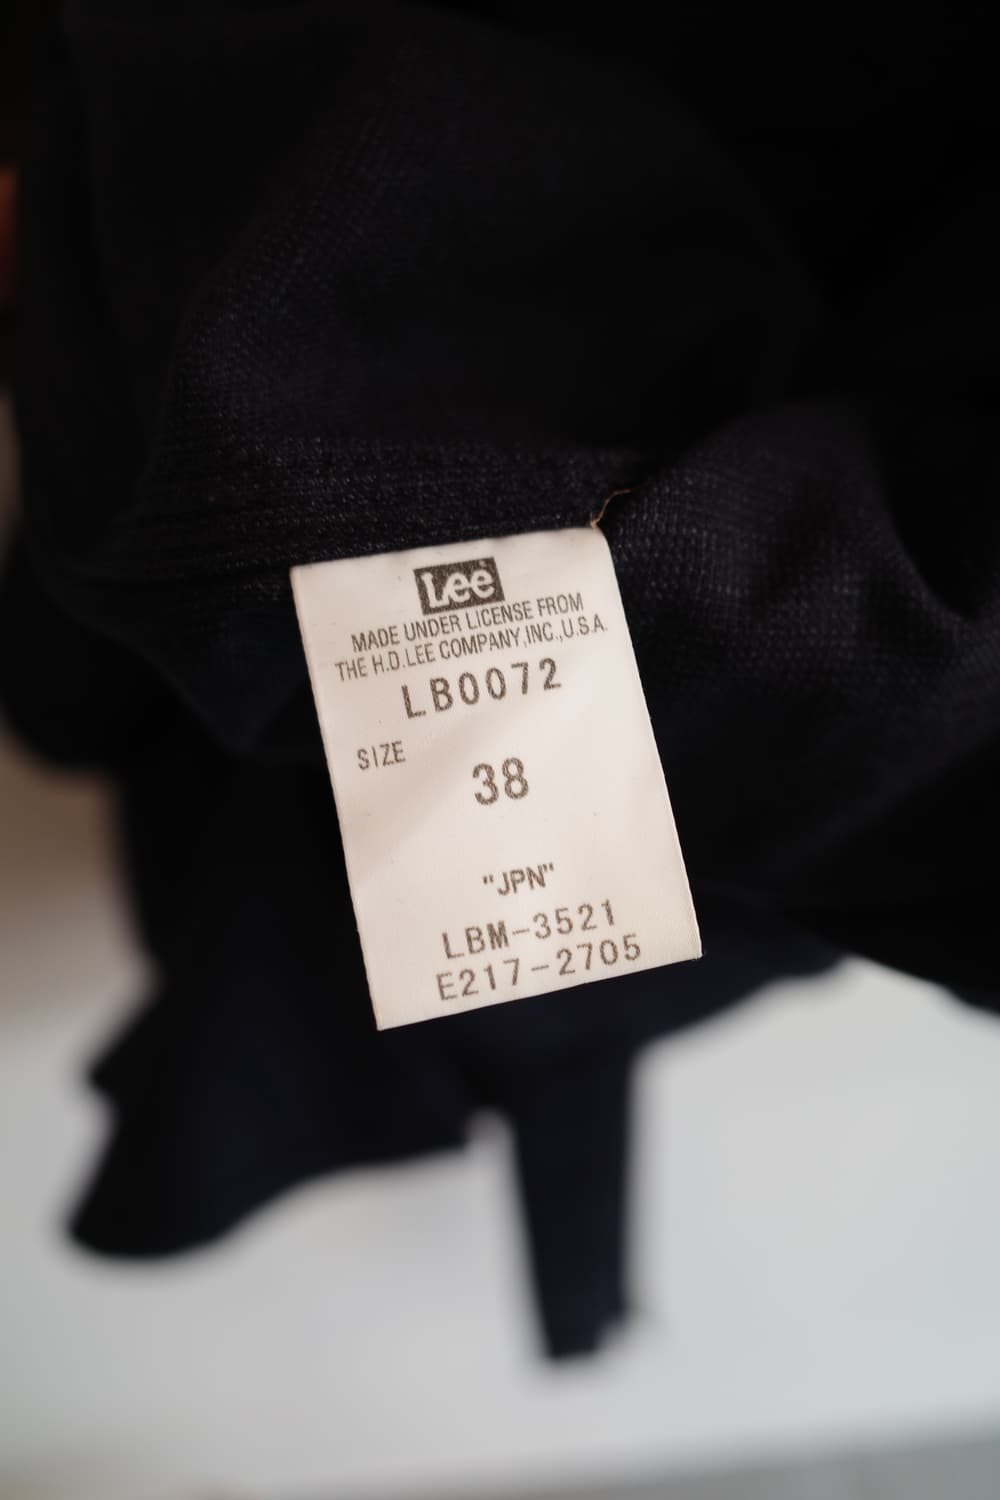 Lee
MADE UNDER LICENSE FROM
THE H.D.LEE COMPANY,INC.,U.S.A.
LB0072
SIZE
38
"JPN"
LBM-3521
E217-2705